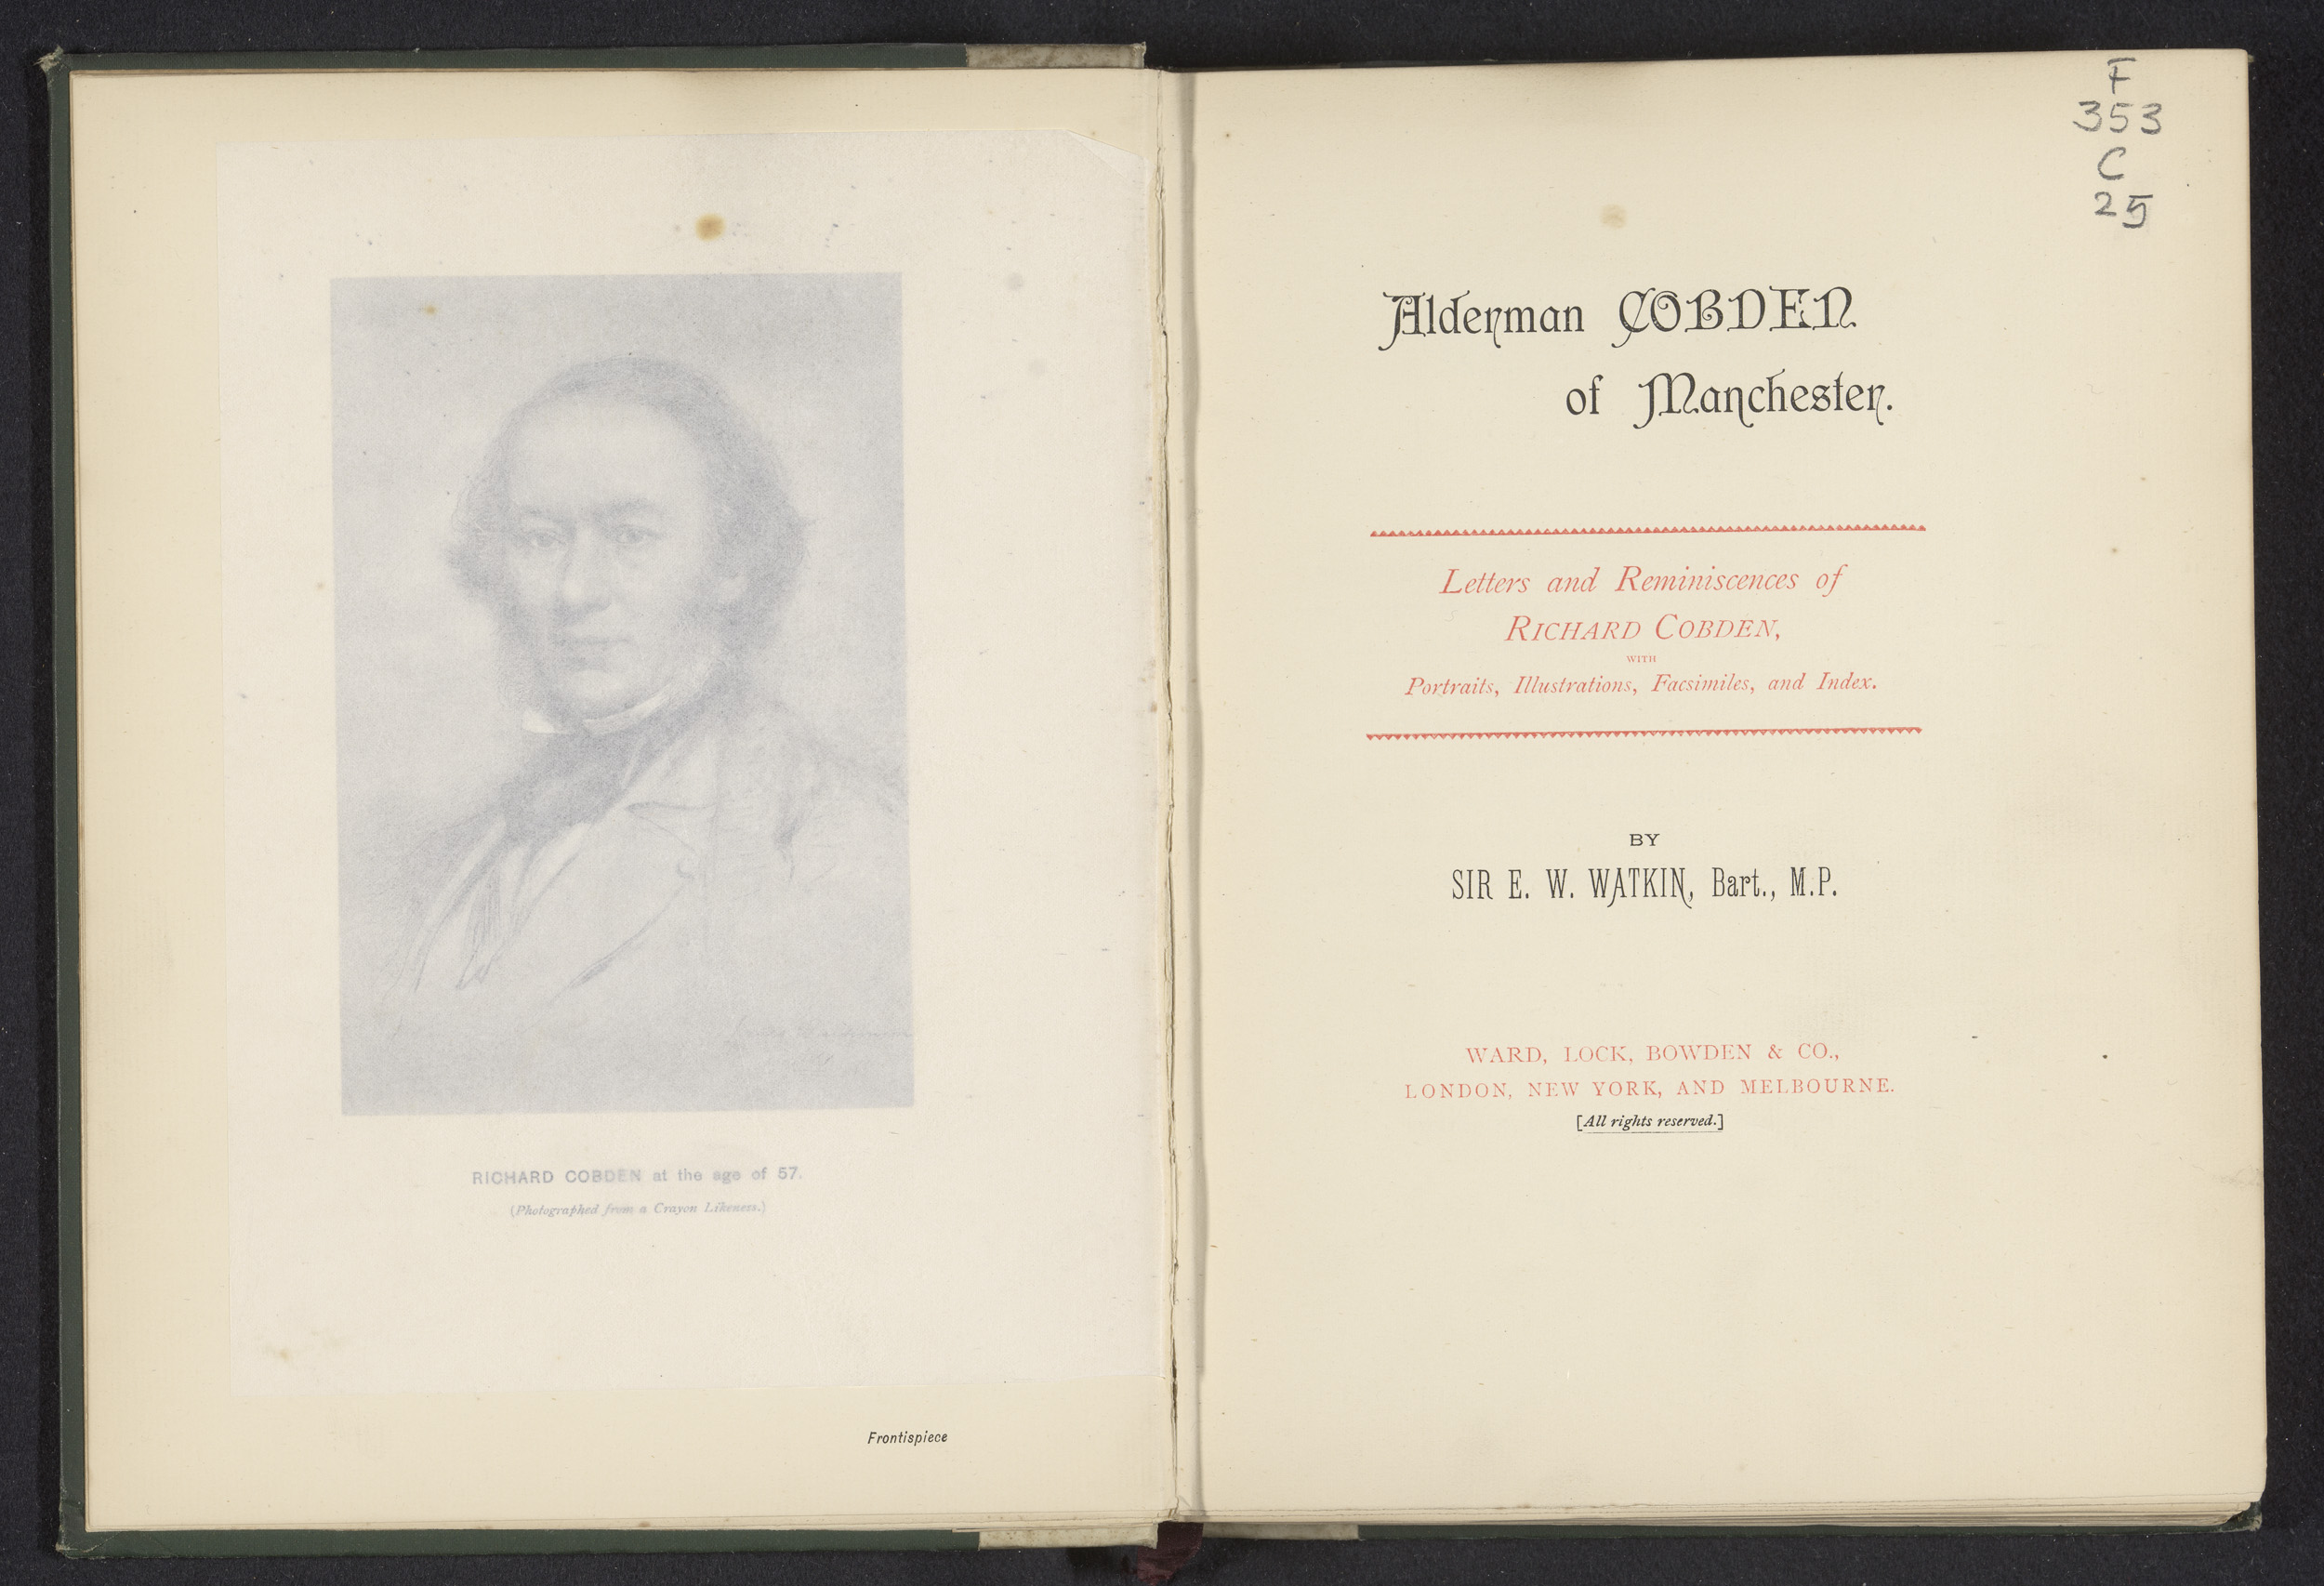 RICHARD COBDEN at the age of 57.
(Photographed from a Crayon Likeness.)
Frontispiece
F
353
C
25
Alderman COBDEN
of Manchester.
Letters and Reminiscences of
RICHARD COBDEN,
WITH
Portraits, Illustrations, Facsimiles, and Index.
BY
SIR E. W. WATKIN, Bart., M.P.
WARD, LOCK, BOWDEN & CO.,
LONDON, NEW YORK, AND MELBOURNE.
[All rights reserved.]